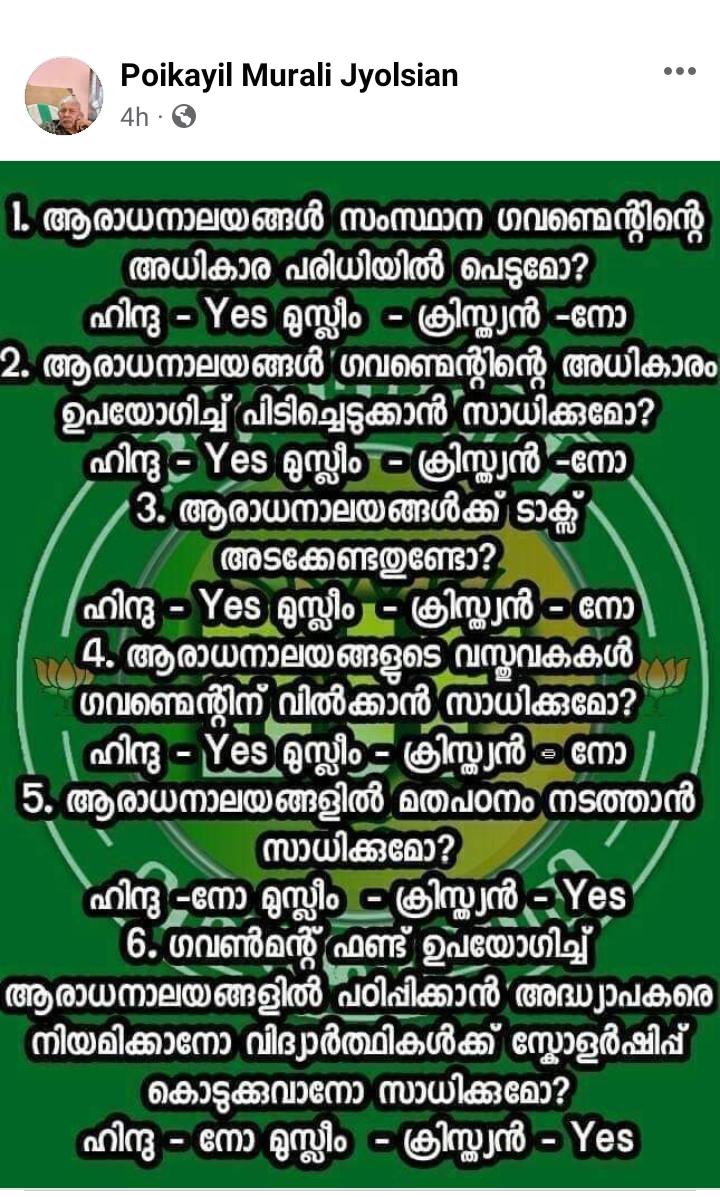 Poikayil Murali Jyolsian
4h ·
1. ആരാധനാലയങ്ങൾ സംസ്ഥാന ഗവണ്മെന്റിന്റെ
അധികാര പരിധിയിൽ പെടുമോ?
ഹിന്ദു - Yes മുസ്ലീം - ക്രിസ്ത്യൻ -നോ
2. ആരാധനാലയങ്ങൾ ഗവണ്മെന്റിന്റെ അധികാരം
ഉപയോഗിച്ച് പിടിച്ചെടുക്കാൻ സാധിക്കുമോ?
ഹിന്ദു - Yes മുസ്ലീം - ക്രിസ്ത്യൻ -നോ
3. ആരാധനാലയങ്ങൾക്ക് ടാക്സ്
അടക്കേണ്ടതുണ്ടോ?
ഹിന്ദു - Yes മുസ്ലീം - ക്രിസ്ത്യൻ - നോ
4. ആരാധനാലയങ്ങളുടെ വസ്തുവകകൾ
ഗവണ്മെന്റിന് വിൽക്കാൻ സാധിക്കുമോ?
ഹിന്ദു - Yes മുസ്ലീം - ക്രിസ്ത്യൻ - നോ
5. ആരാധനാലയങ്ങളിൽ മതപഠനം നടത്താൻ
സാധിക്കുമോ?
ഹിന്ദു -നോ മുസ്ലീം - ക്രിസ്ത്യൻ - Yes
6. ഗവൺമന്റ് ഫണ്ട് ഉപയോഗിച്ച്
ആരാധനാലയങ്ങളിൽ പഠിപ്പിക്കാൻ അദ്ധ്യാപകരെ
നിയമിക്കാനോ വിദ്യാർത്ഥികൾക്ക് സ്കോളർഷിപ്പ്
കൊടുക്കുവാനോ സാധിക്കുമോ?
ഹിന്ദു - നോ മുസ്ലീം - ക്രിസ്ത്യൻ - Yes